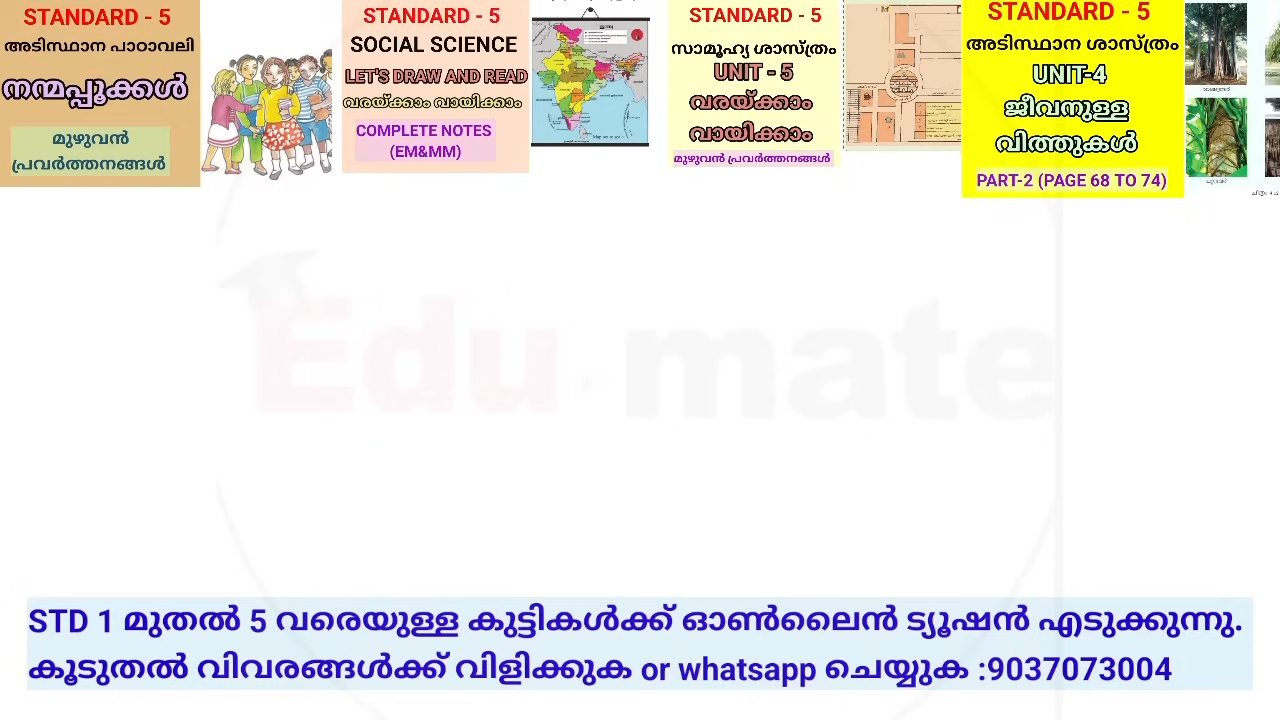 STANDARD - 5
അടിസ്ഥാന പാഠാവലി
നന്മപ്പൂക്കൾ
മുഴുവൻ
പ്രവർത്തനങ്ങൾ
STANDARD - 5
SOCIAL SCIENCE
LET'S DRAW AND READ
വരയ്ക്കാം വായിക്കാം
COMPLETE NOTES
(EM&MM)
STANDARD - 5
സാമൂഹ്യ ശാസ്ത്രം
UNIT - 5
വരയ്ക്കാം
വായിക്കാം
മുഴുവൻ പ്രവർത്തനങ്ങൾ
STANDARD - 5
അടിസ്ഥാന ശാസ്ത്രം
UNIT-4
ജീവനുള്ള
വിത്തുകൾ
PART-2 (PAGE 68 TO 74)
Edu mate
STD 1 മുതൽ 5 വരെയുള്ള കുട്ടികൾക്ക് ഓൺലൈൻ ട്യൂഷൻ എടുക്കുന്നു.
കൂടുതൽ വിവരങ്ങൾക്ക് വിളിക്കുക or whatsapp ചെയ്യുക :9037073004